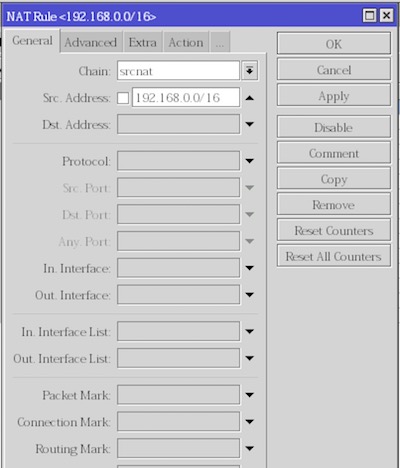 NAT Rule <192.168.0.0/16>
General Advanced Extra Action ...
Chain: srcnat
Src. Address: 192.168.0.0/16
Dst. Address:
Protocol:
Src. Port:
Dst. Port:
Any. Port:
In. Interface:
Out. Interface:
In. Interface List:
Out. Interface List:
Packet Mark:
Connection Mark:
Routing Mark:
OK
Cancel
Apply
Disable
Comment
Copy
Remove
Reset Counters
Reset All Counters